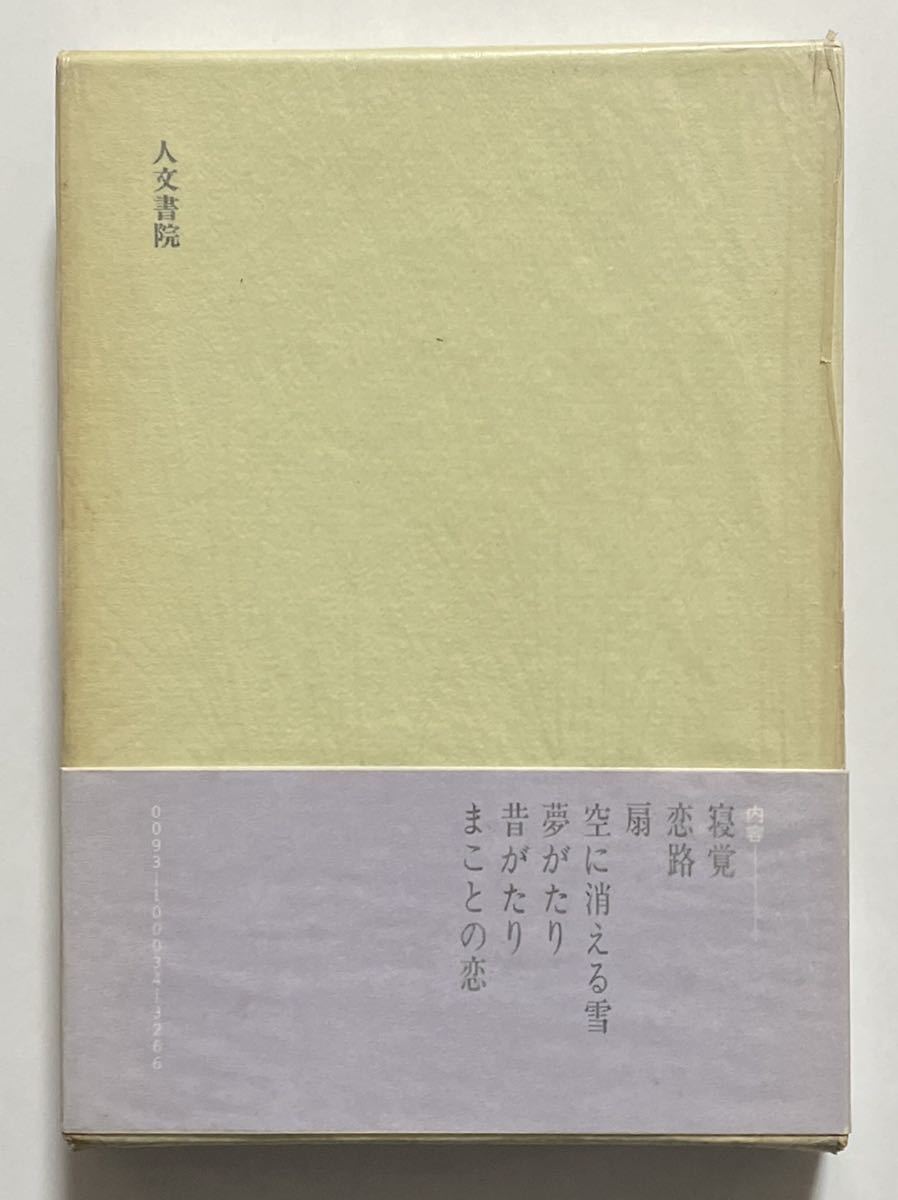 人文書院
内容
寝覚
恋路
扇
空に消える雪
夢がたり
昔がたり
まことの恋
0093―100934―3266